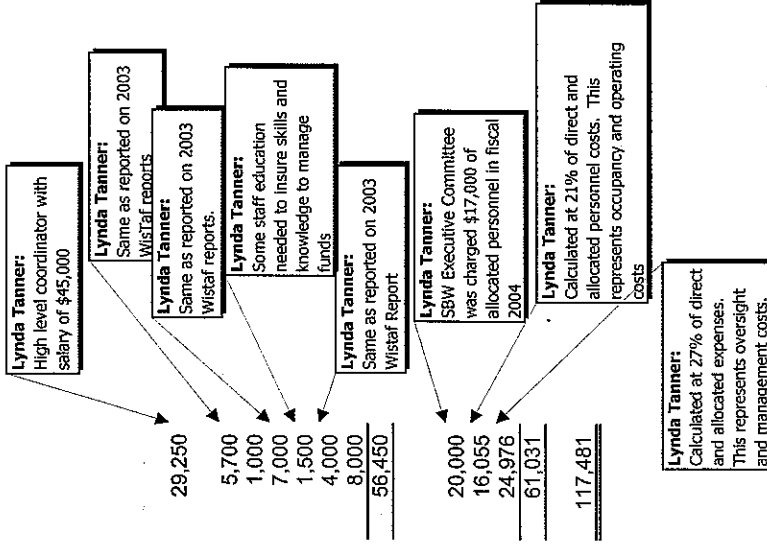 Lynda Tanner:
High level coordinator with
salary of $45,000
Lynda Tanner:
Same as reported on 2003
WisTaf reports
Lynda Tanner:
Same as reported on 2003
Wistaf reports.
Lynda Tanner:
Some staff education
needed to insure skills and
knowledge to manage
funds
Lynda Tanner:
Same as reported on 2003
Wistaf Report
Lynda Tanner:
SBW Executive Committee
was charged $17,000 of
allocated personnel in fiscal
2004
Lynda Tanner:
Calculated at 21% of direct and
allocated personnel costs. This
represents occupancy and operating
costs
Lynda Tanner:
Calculated at 27% of direct
and allocated expenses.
This represents oversight
and management costs.
29,250
5,700
1,000
7,000
1,500
4,000
8,000
56,450
20,000
16,055
24,976
61,031
117,481